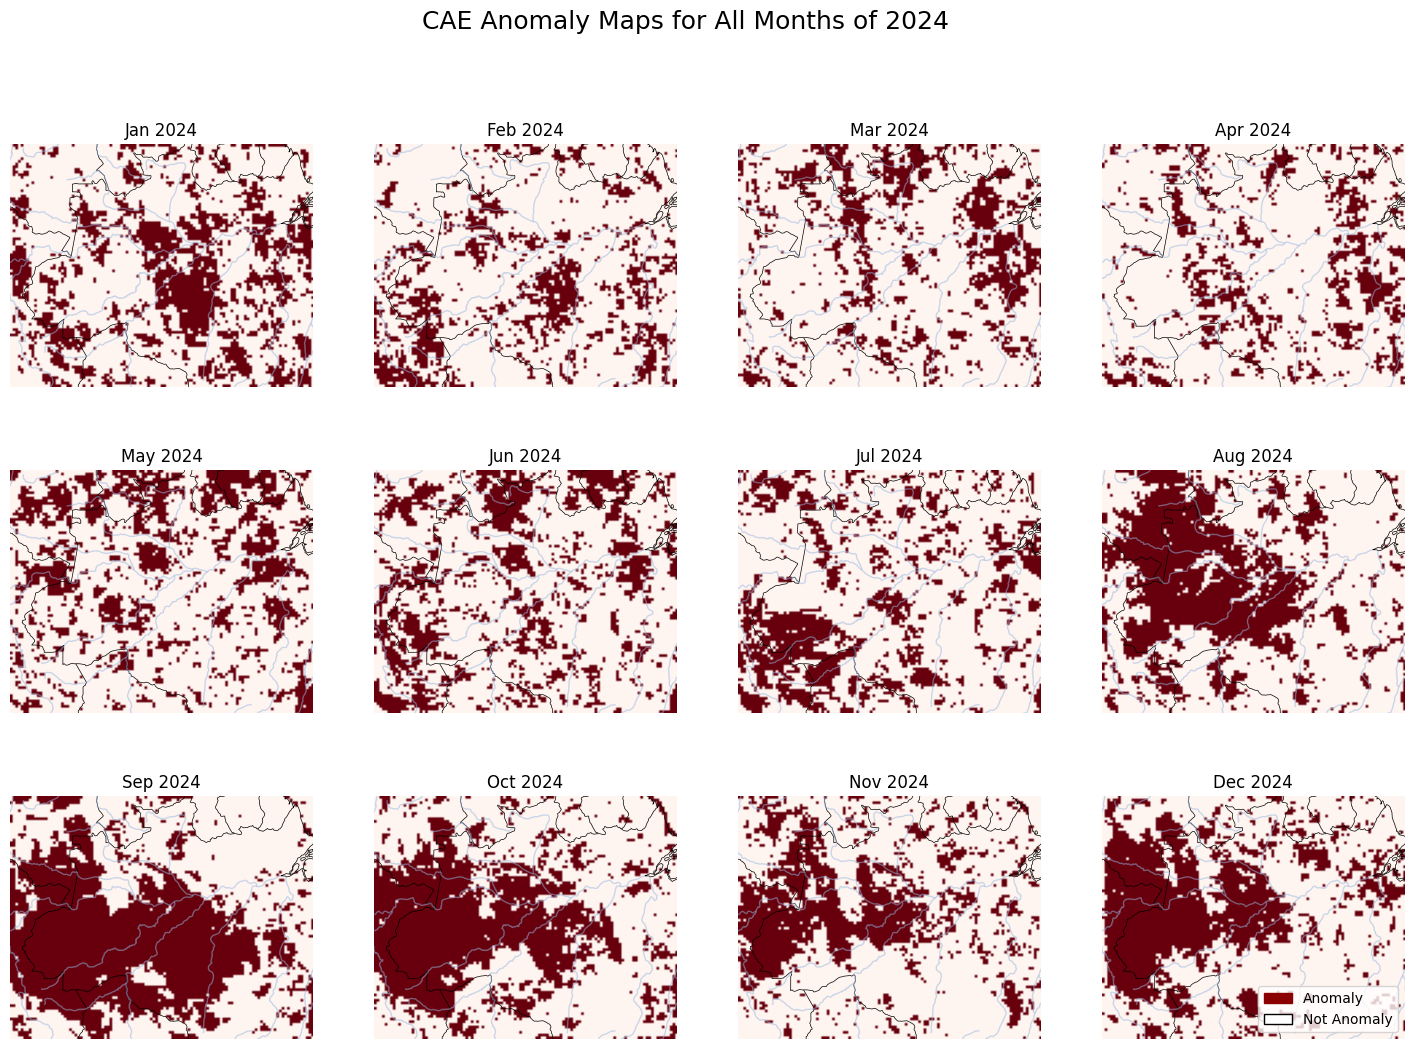 CAE Anomaly Maps for All Months of 2024
Jan 2024
Feb 2024
Mar 2024
Apr 2024
May 2024
Jun 2024
Jul 2024
Aug 2024
Sep 2024
Oct 2024
Nov 2024
Dec 2024
Anomaly
Not Anomaly